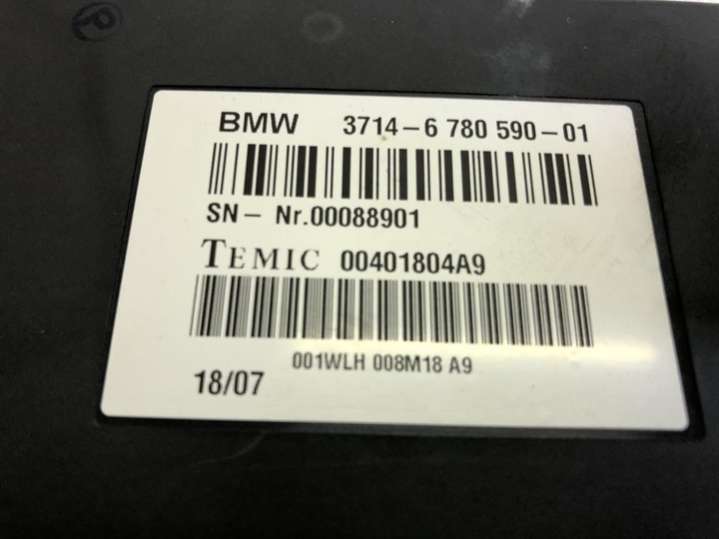 P
BMW 3714-6 780 590-01
SN- Nr.00088901
TEMIC 00401804A9
001WLH 008M18 A9
18/07